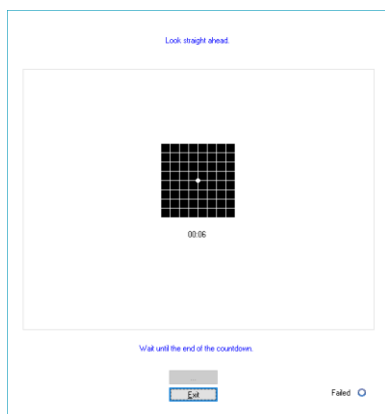 Look straight ahead.
00:06
Wait until the end of the countdown.
...
Exit
Failed